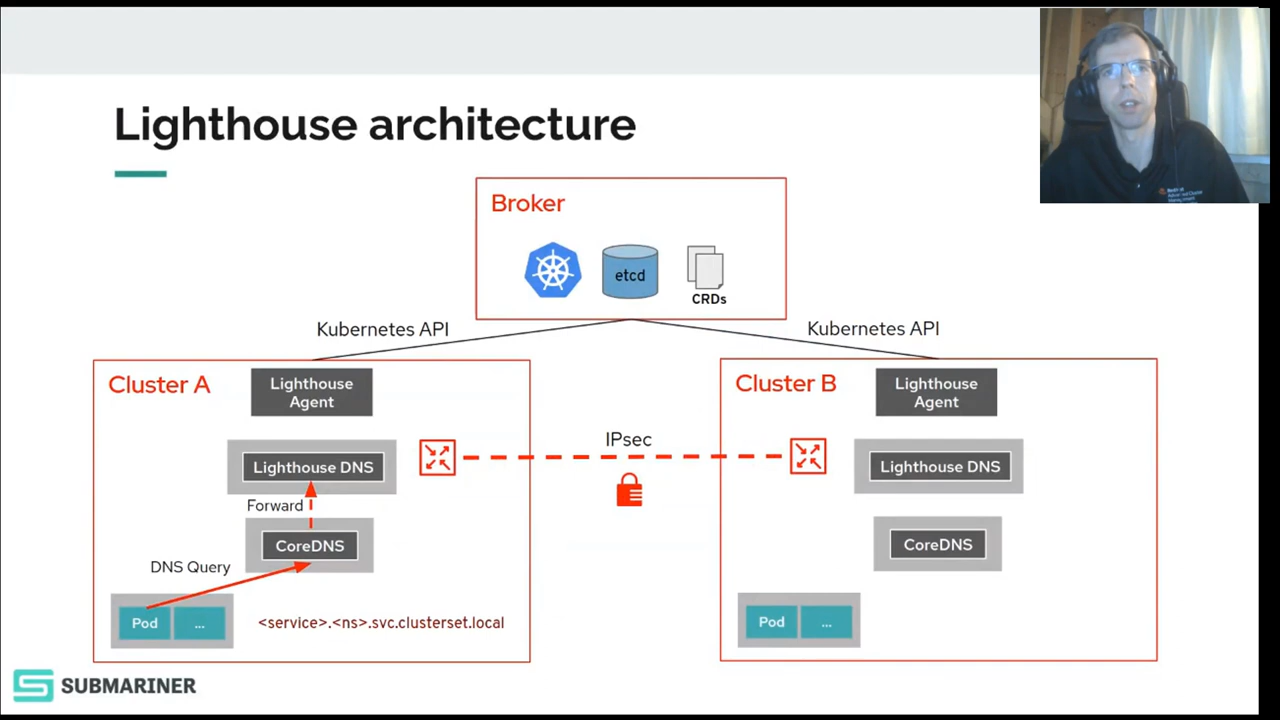 Lighthouse architecture
Broker
etcd
CRDs
Kubernetes API
Kubernetes API
Cluster A
Lighthouse
Agent
Lighthouse DNS
Forward
CoreDNS
DNS Query
Pod
...
<service>.<ns>.svc.clusterset.local
IPsec
Cluster B
Lighthouse
Agent
Lighthouse DNS
CoreDNS
Pod
...
SUBMARINER